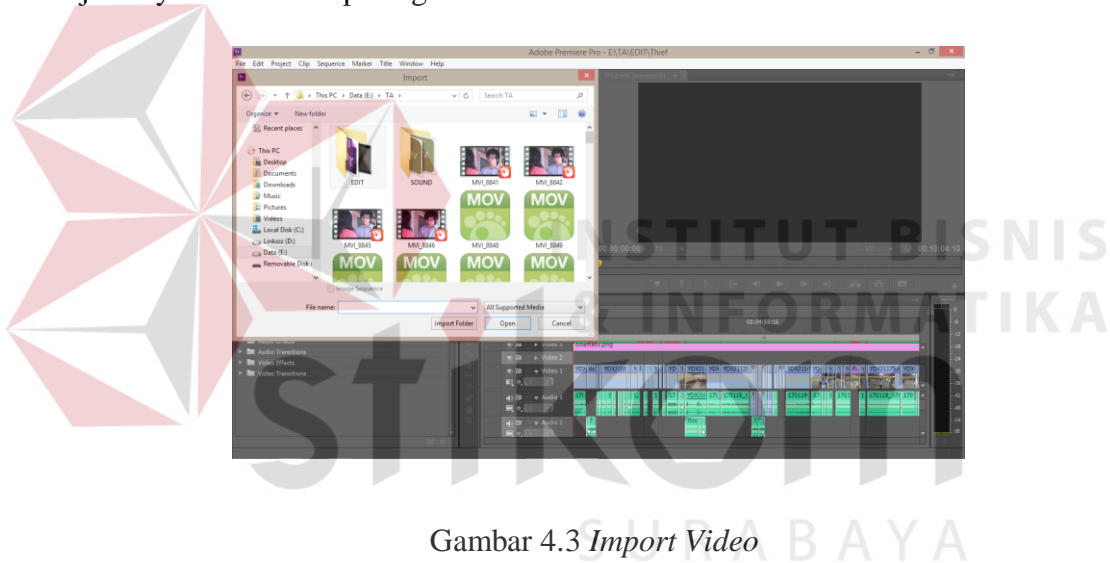 Adobe Premiere Pro - E:\TA\EDIT\Thief
File Edit Project Clip Sequence Marker Title Window Help
Import
This PC Data (E:) TA
Search TA
Organize New folder
Recent places
This PC
Desktop
Documents
Downloads
Music
Pictures
Videos
Local Disk (C:)
Data (E:)
Removable Disk
EDIT
SOUND
MVI_8841
MVI_8842
MOV
MOV
MVI_8845
MVI_8846
MVI_8848
MVI_8849
MOV
MOV
MOV
MOV
Image Sequence
File name:
All Supported Media
Import Folder
Open
Cancel
00:00:00:00
00:10:04:10
00:04:59:16
Audio Transitions
Video Effects
Video Transitions
Video 2
Video 1
Audio 1
Audio 2
INSTITUT BISNIS
& INFORMATIKA
stikom
SURABAYA
Gambar 4.3 Import Video